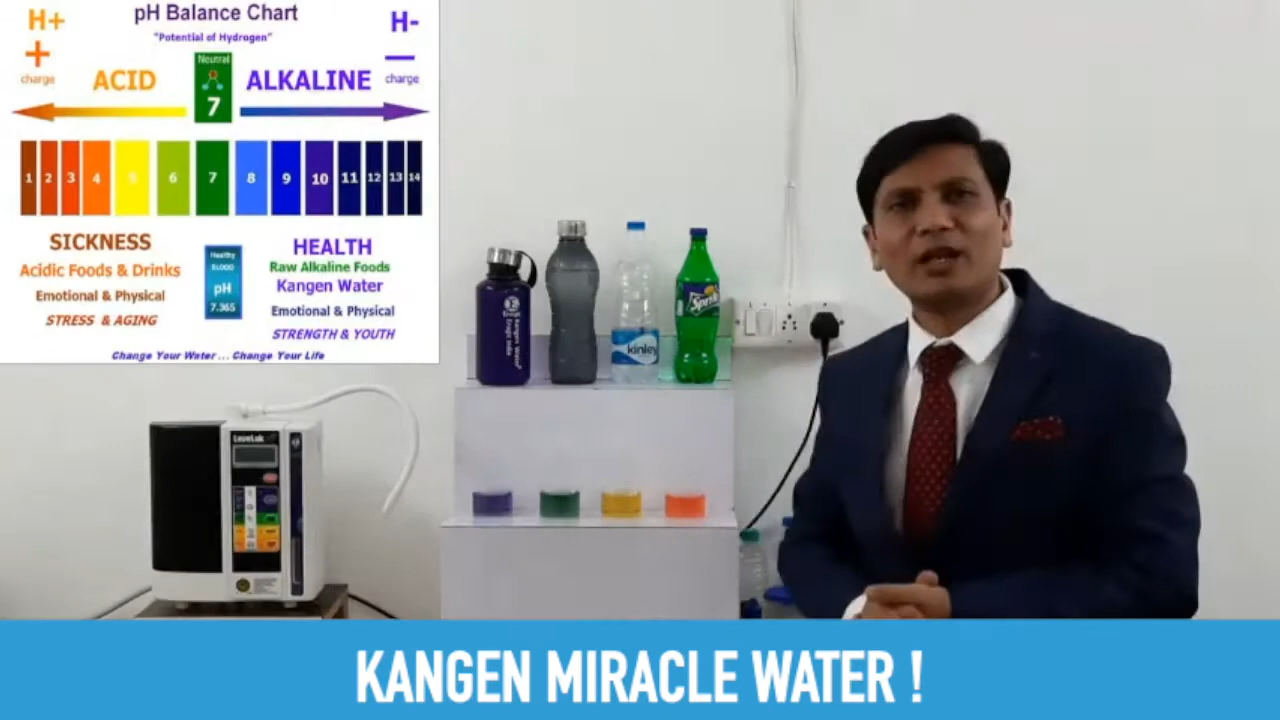 pH Balance Chart
"Potential of Hydrogen"
H+
+
charge
H-
—
charge
ACID
Neutral
7
ALKALINE
1 2 3 4 5 6 7 8 9 10 11 12 13 14
SICKNESS
Acidic Foods & Drinks
Emotional & Physical
STRESS & AGING
Healthy
BLOOD
pH
7.365
HEALTH
Raw Alkaline Foods
Kangen Water
Emotional & Physical
STRENGTH & YOUTH
Change Your Water ... Change Your Life
Kangen Water
kinley
Sprite
LeveLuk
KANGEN MIRACLE WATER !